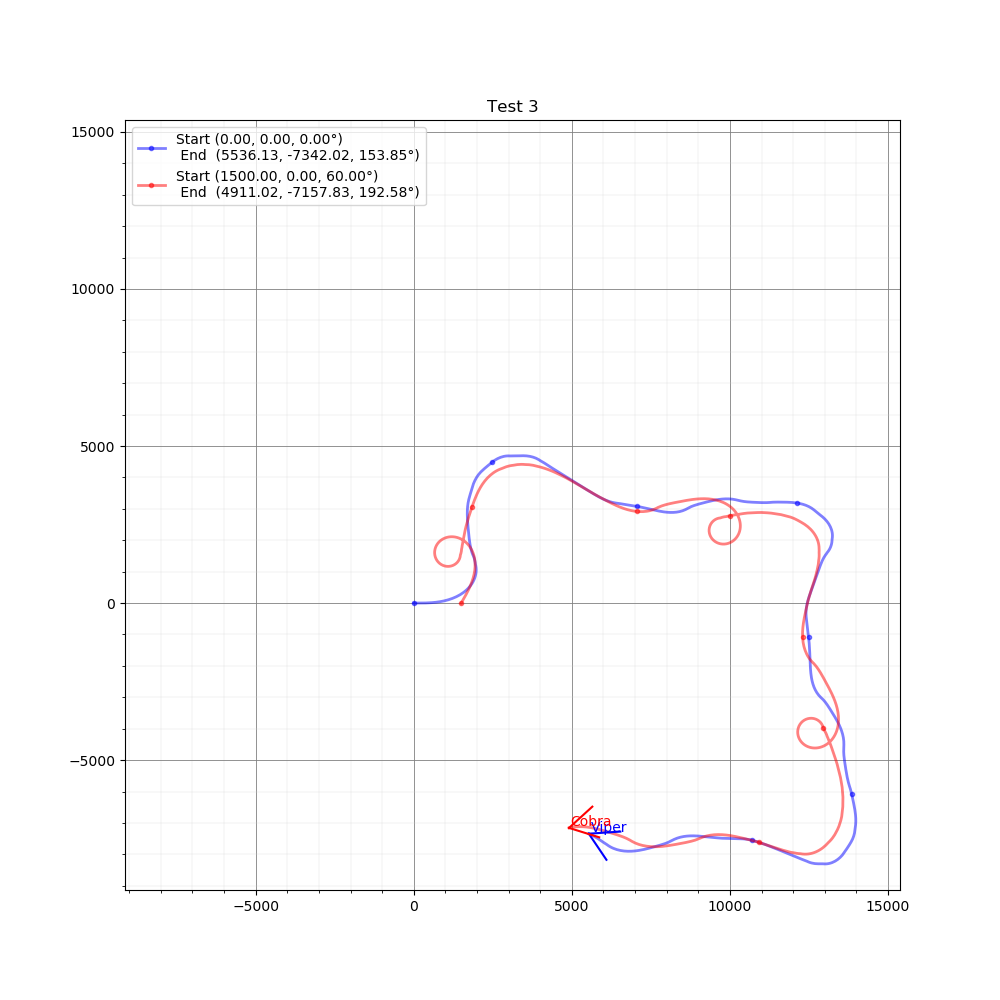 Test 3
Start (0.00, 0.00, 0.00°)
End (5536.13, -7342.02, 153.85°)
Start (1500.00, 0.00, 60.00°)
End (4911.02, -7157.83, 192.58°)
15000
10000
5000
0
−5000
Cobra
Viper
−5000 0 5000 10000 15000